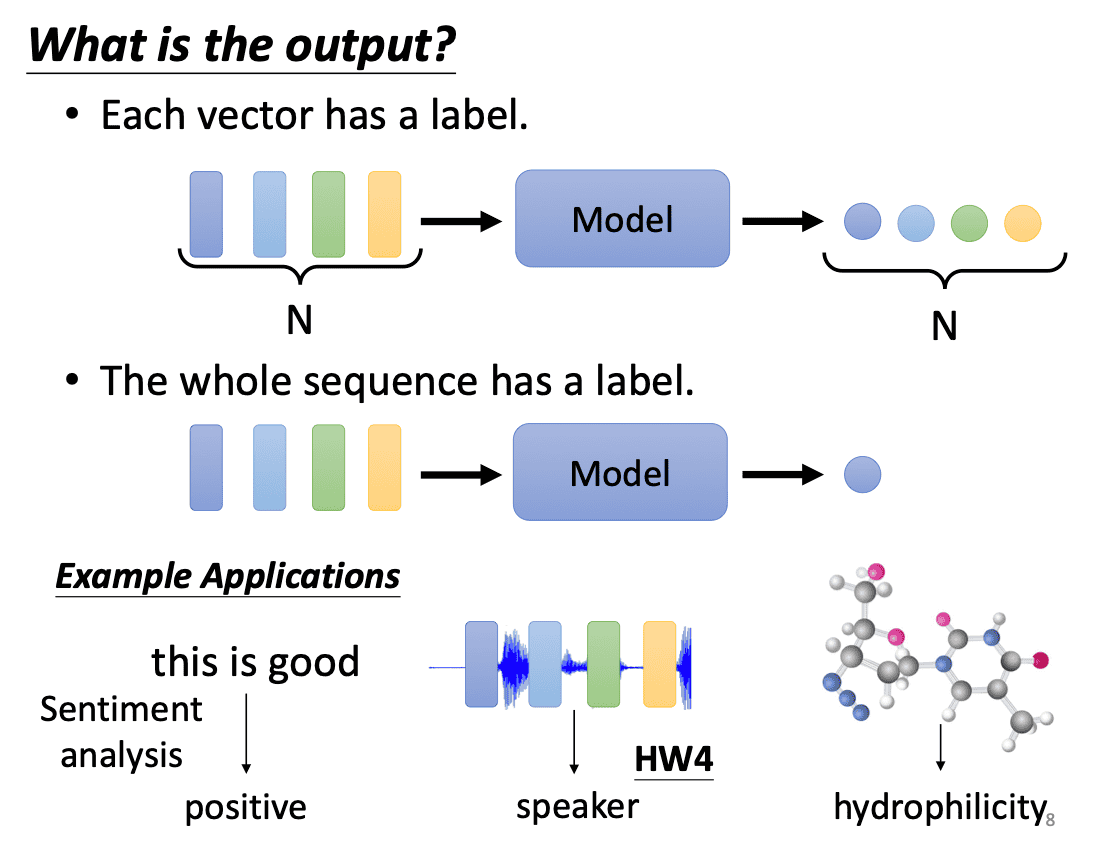 What is the output?
• Each vector has a label.
Model
N
N
• The whole sequence has a label.
Model
Example Applications
this is good
Sentiment
analysis
positive
HW4
speaker
hydrophilicity
8